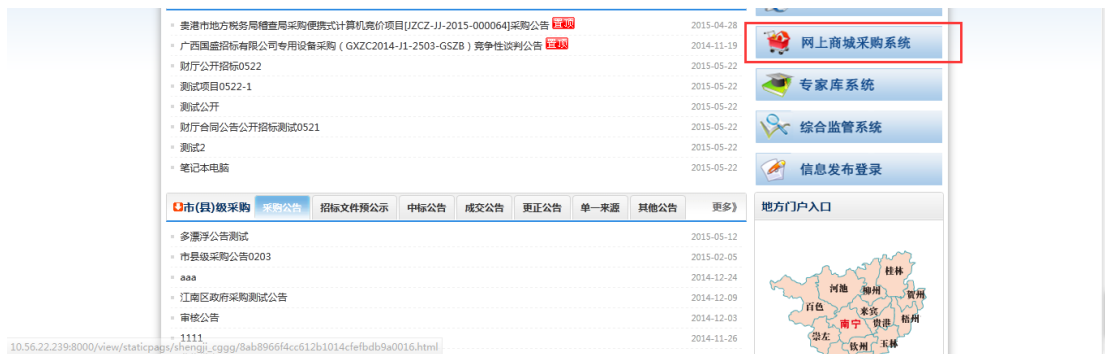 贵港市地方税务局稽查局采购便携式计算机竞价项目[JZCZ-JJ-2015-000064]采购公告 置顶 2015-04-28
广西国盛招标有限公司专用设备采购（GXZC2014-J1-2503-GSZB）竞争性谈判公告 置顶 2014-11-19
财厅公开招标0522 2015-05-22
测试项目0522-1 2015-05-22
测试公开 2015-05-22
财厅合同公告公开招标测试0521 2015-05-22
测试2 2015-05-22
笔记本电脑 2015-05-22
网上商城采购系统
专家库系统
综合监管系统
信息发布登录
市(县)级采购 采购公告 招标文件预公示 中标公告 成交公告 更正公告 单一来源 其他公告 更多》
多漂浮公告测试 2015-05-12
市县级采购公告0203 2015-02-05
aaa 2014-12-24
江南区政府采购测试公告 2014-12-09
审核公告 2014-12-03
1111 2014-11-26
地方门户入口
桂林
河池 柳州 贺州
百色 来宾 梧州
南宁 贵港
崇左 钦州 玉林
10.56.22.239:8000/view/staticpags/shengji_cggg/8ab8966f4cc612b1014cfefbdb9a0016.html